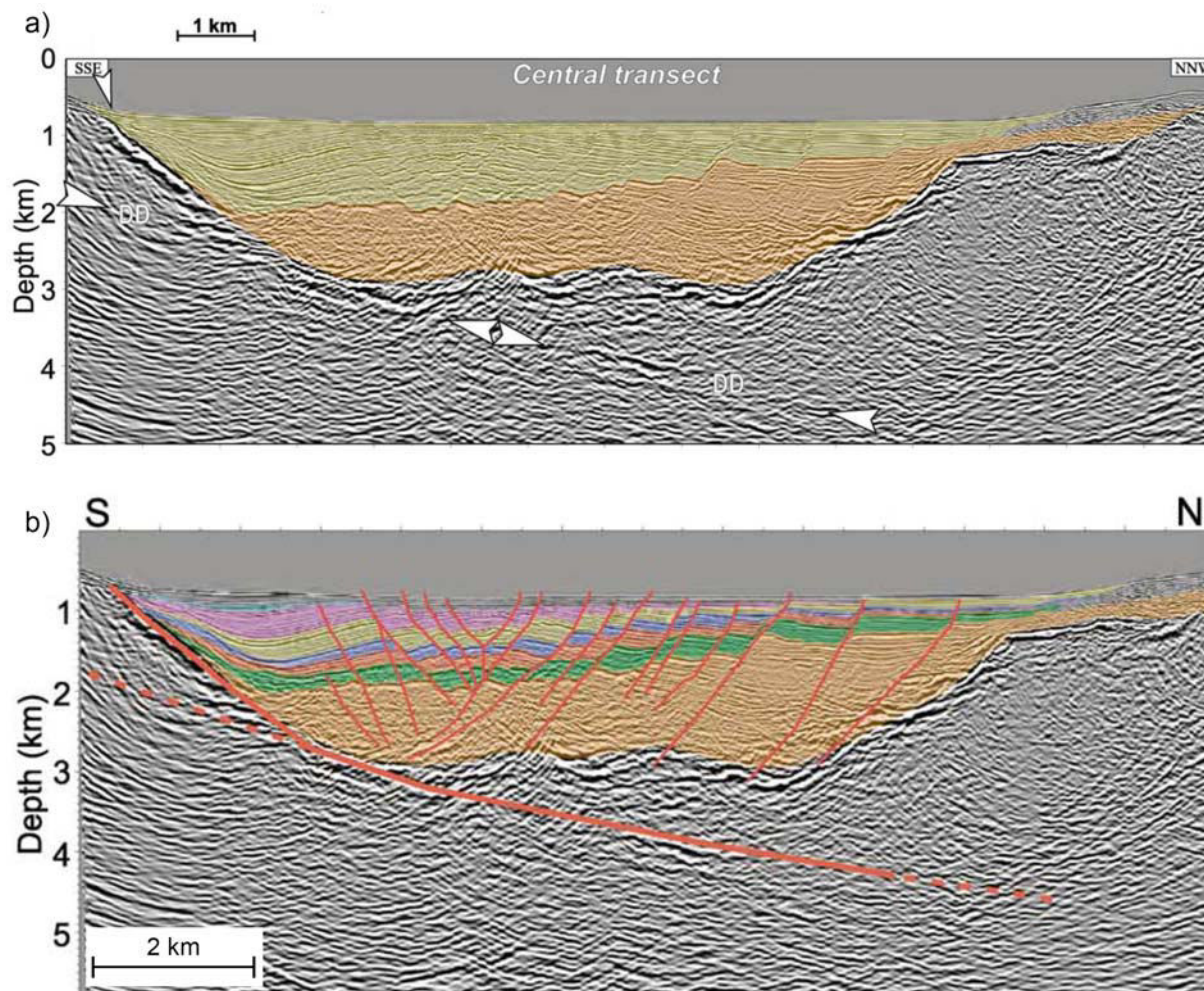 a)
1 km
0
SSE
Central transect
NNW
1
Depth (km)
2
DD
3
4
DD
5
b)
S
N
1
Depth (km)
2
3
4
5
2 km